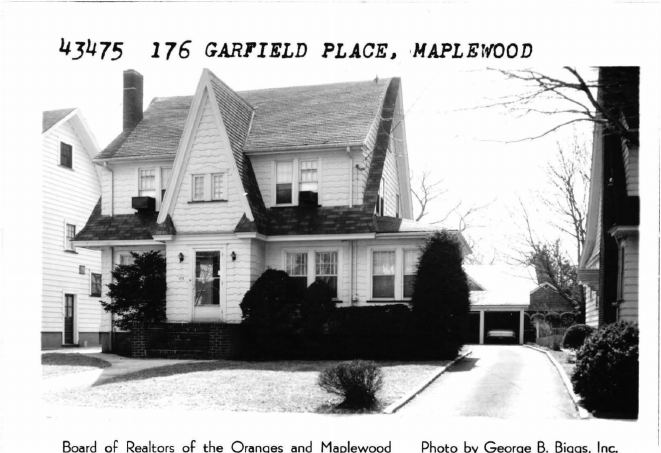 43475 176 GARFIELD PLACE, MAPLEWOOD
Board of Realtors of the Oranges and Maplewood Photo by George B. Biggs, Inc.